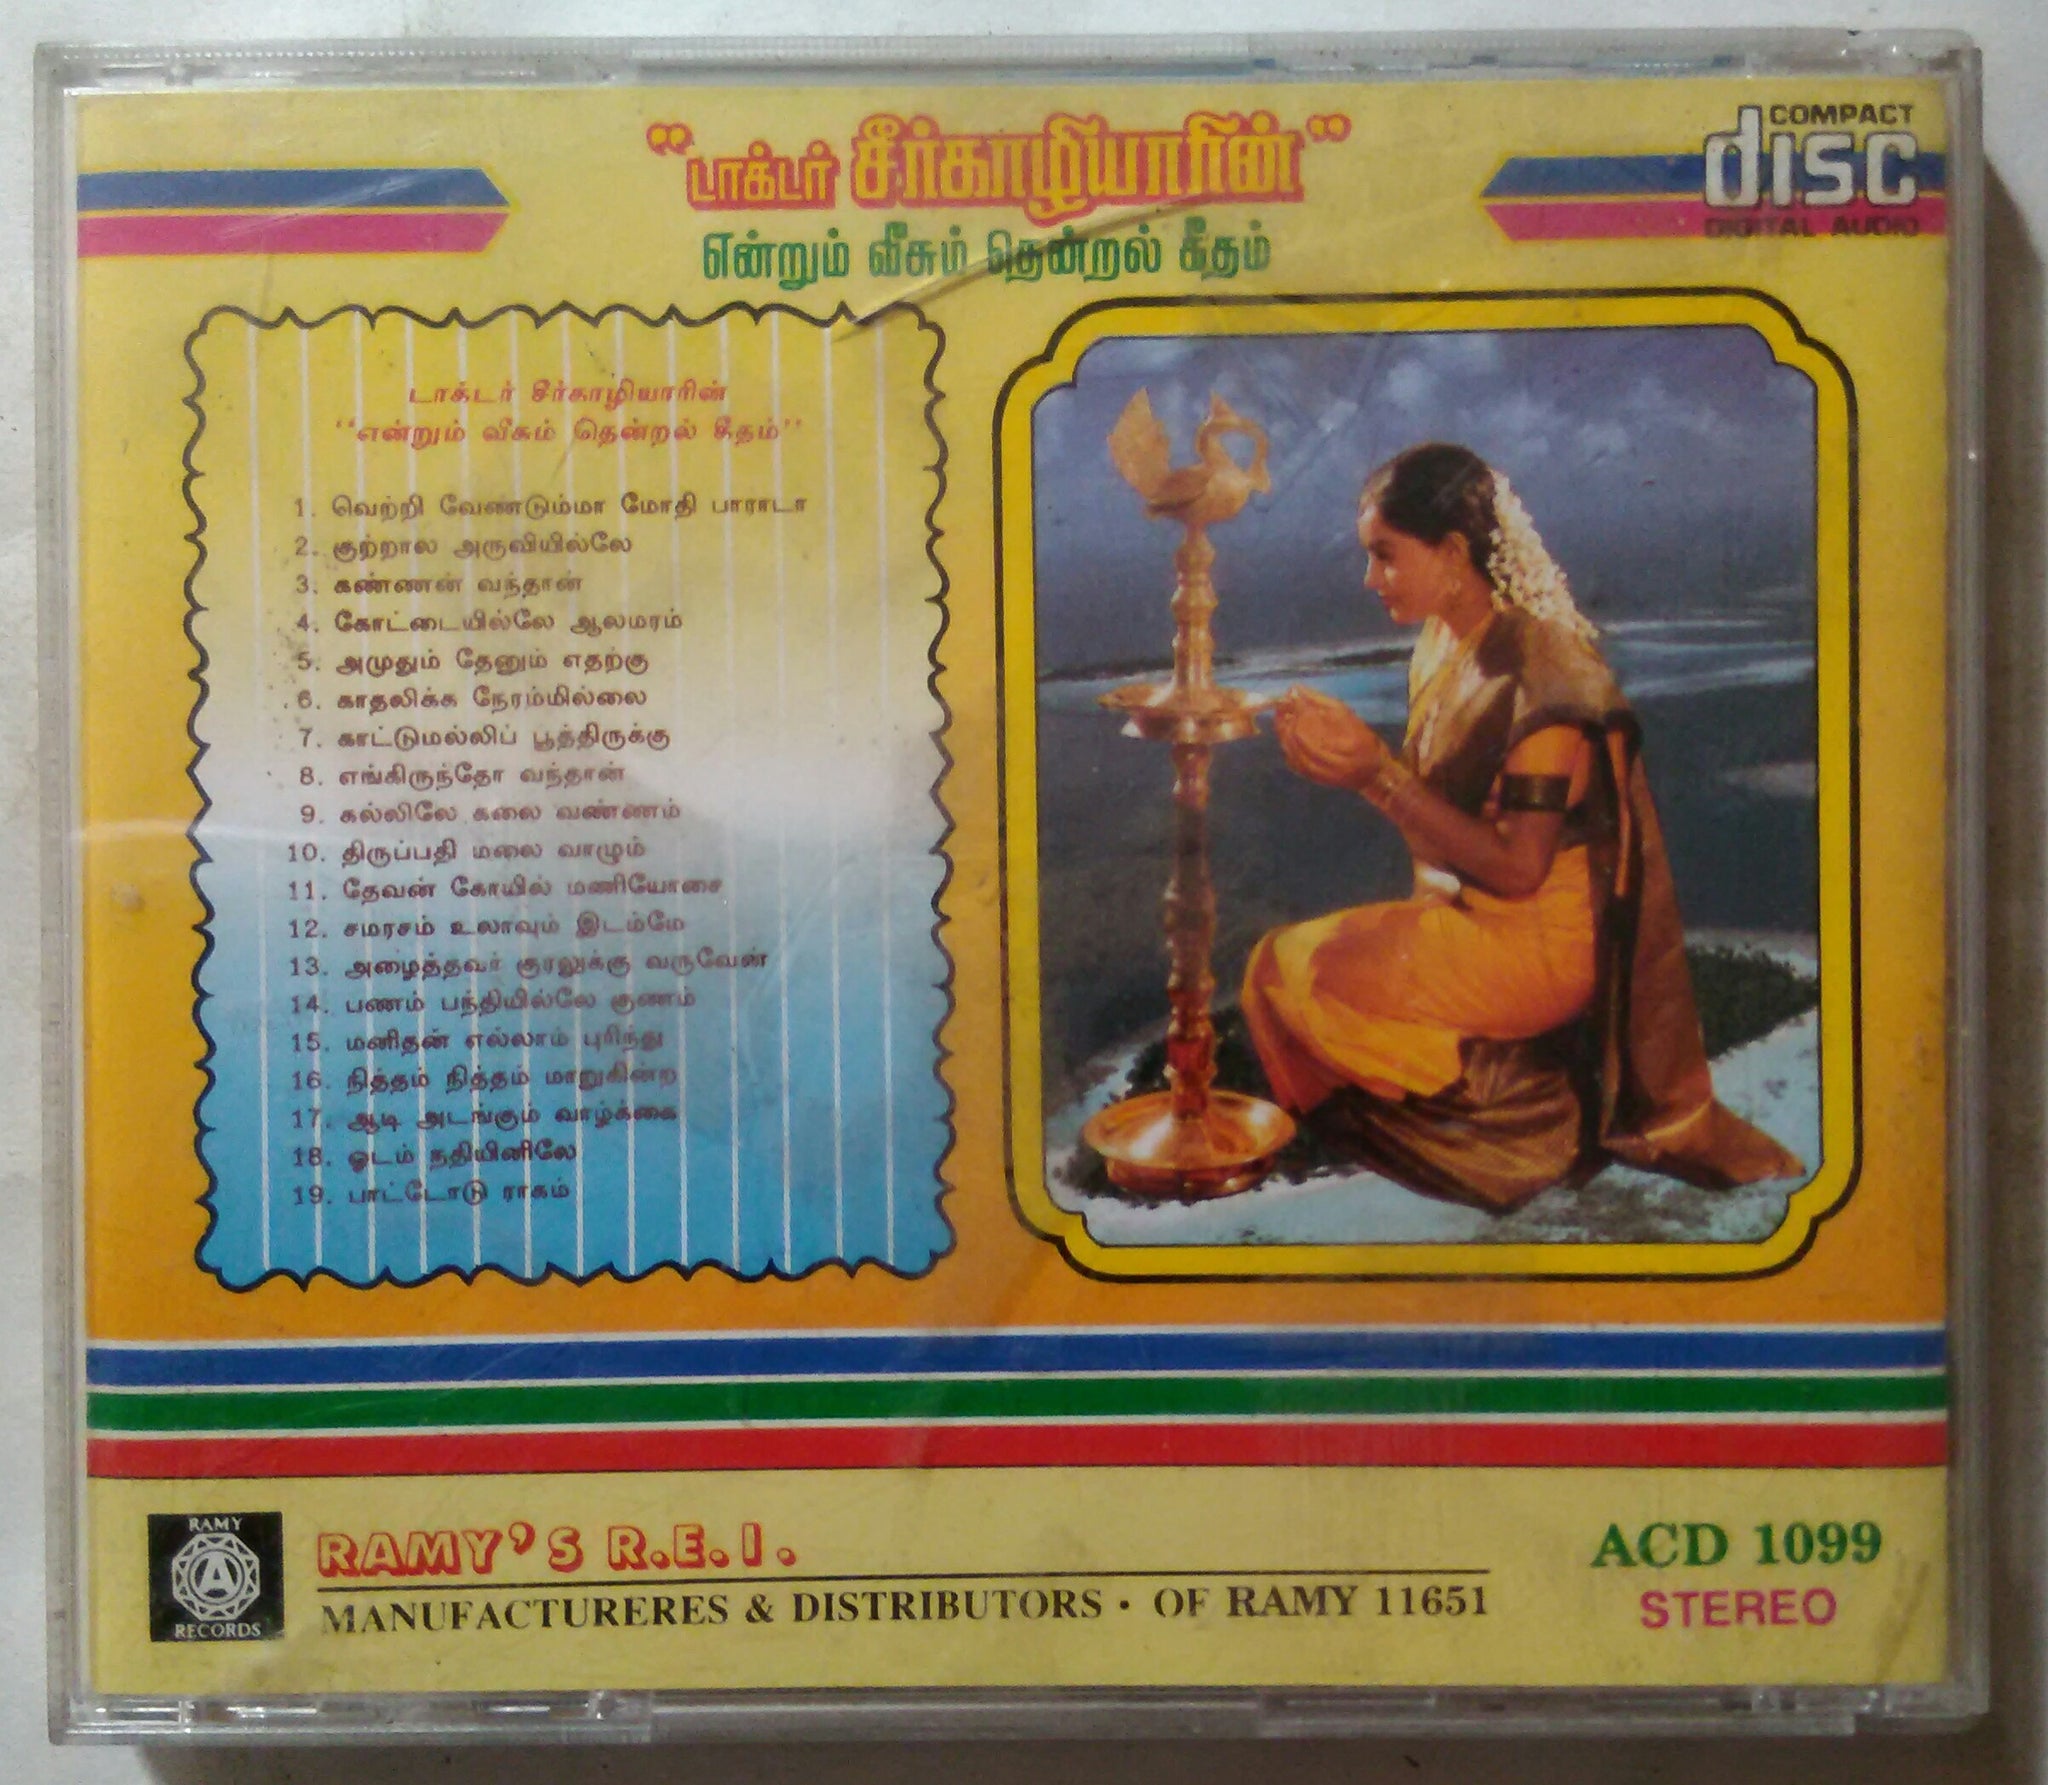 "டாக்டர் சீர்காழியாரின்"
என்றும் வீசும் தென்றல் கீதம்
COMPACT
disc
DIGITAL AUDIO
டாக்டர் சீர்காழியாரின்
"என்றும் வீசும் தென்றல் கீதம்"
1. வெற்றி வேண்டும்மா மோதி பாராடா
2. குற்றால அருவியில்லே
3. கண்ணன் வந்தான்
4. கோட்டையில்லே ஆலமரம்
5. அமுதும் தேனும் எதற்கு
6. காதலிக்க நேரம்மில்லை
7. காட்டுமல்லிப் பூத்திருக்கு
8. எங்கிருந்தோ வந்தான்
9. கல்லிலே கலை வண்ணம்
10. திருப்பதி மலை வாழும்
11. தேவன் கோயில் மணியோசை
12. சமரசம் உலாவும் இடம்மே
13. அழைத்தவர் குரலுக்கு வருவேன்
14. பணம் பந்தியில்லே குணம்
15. மனிதன் எல்லாம் புரிந்து
16. நித்தம் நித்தம் மாறுகின்ற
17. ஆடி அடங்கும் வாழ்க்கை
18. ஓடம் நதியினிலே
19. பாட்டோடு ராகம்
RAMY
A
RECORDS
RAMY'S R.E.I.
MANUFACTURERES & DISTRIBUTORS · OF RAMY 11651
ACD 1099
STEREO